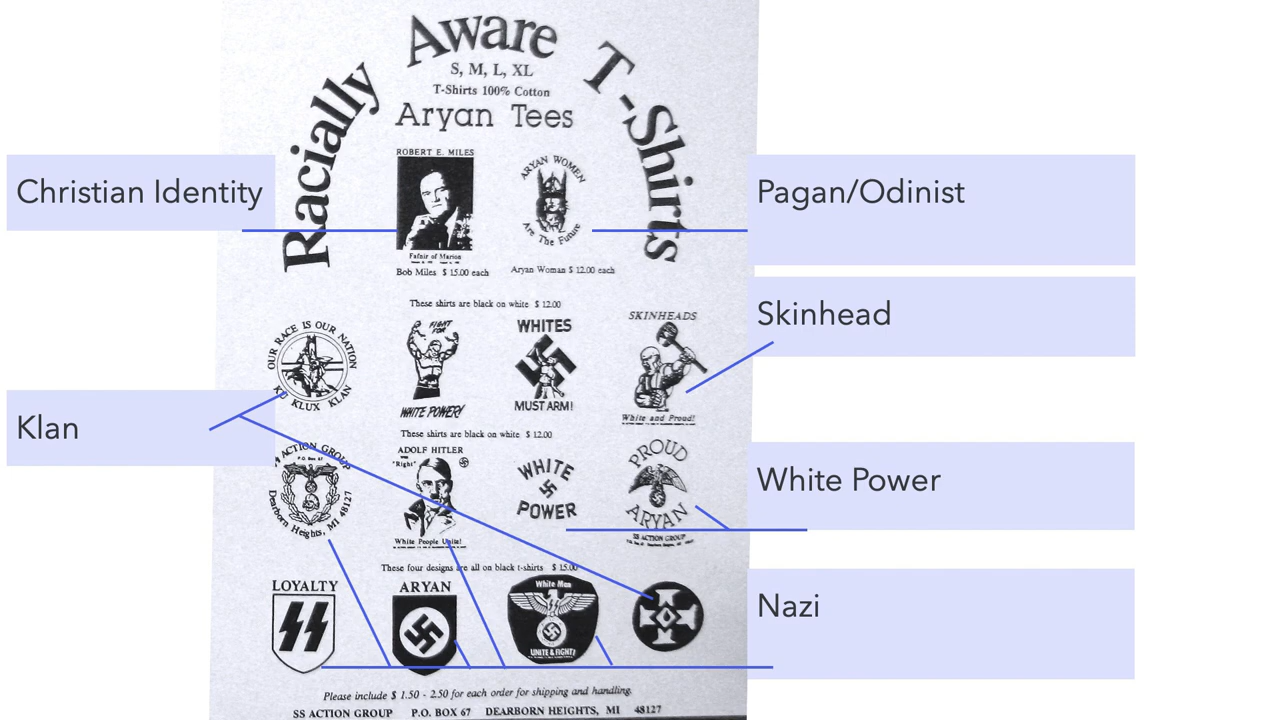 Racially
Aware
T-Shirts
S, M, L, XL
T-Shirts 100% Cotton
Aryan Tees
ROBERT E. MILES
ARYAN WOMEN
Are The Future
Fafnir of Marion
Bob Miles $ 15.00 each
Aryan Woman $ 12.00 each
Christian Identity
Pagan/Odinist
These shirts are black on white $ 12.00
OUR RACE IS OUR NATION
KU KLUX KLAN
FIGHT
FOR
WHITE POWER!
WHITES
MUST ARM!
SKINHEADS
White and Proud!
Skinhead
Klan
These shirts are black on white $ 12.00
ACTION GROUP
P.O. Box 67
Dearborn Heights, MI 48127
ADOLF HITLER
"Right"
White People Unite!
WHITE
POWER
PROUD
ARYAN
SS ACTION GROUP
White Power
These four designs are all on black t-shirts $ 15.00
LOYALTY
ARYAN
White Man
UNITE & FIGHT!
Nazi
Please include $ 1.50 - 2.50 for each order for shipping and handling.
SS ACTION GROUP P.O. BOX 67 DEARBORN HEIGHTS, MI 48127